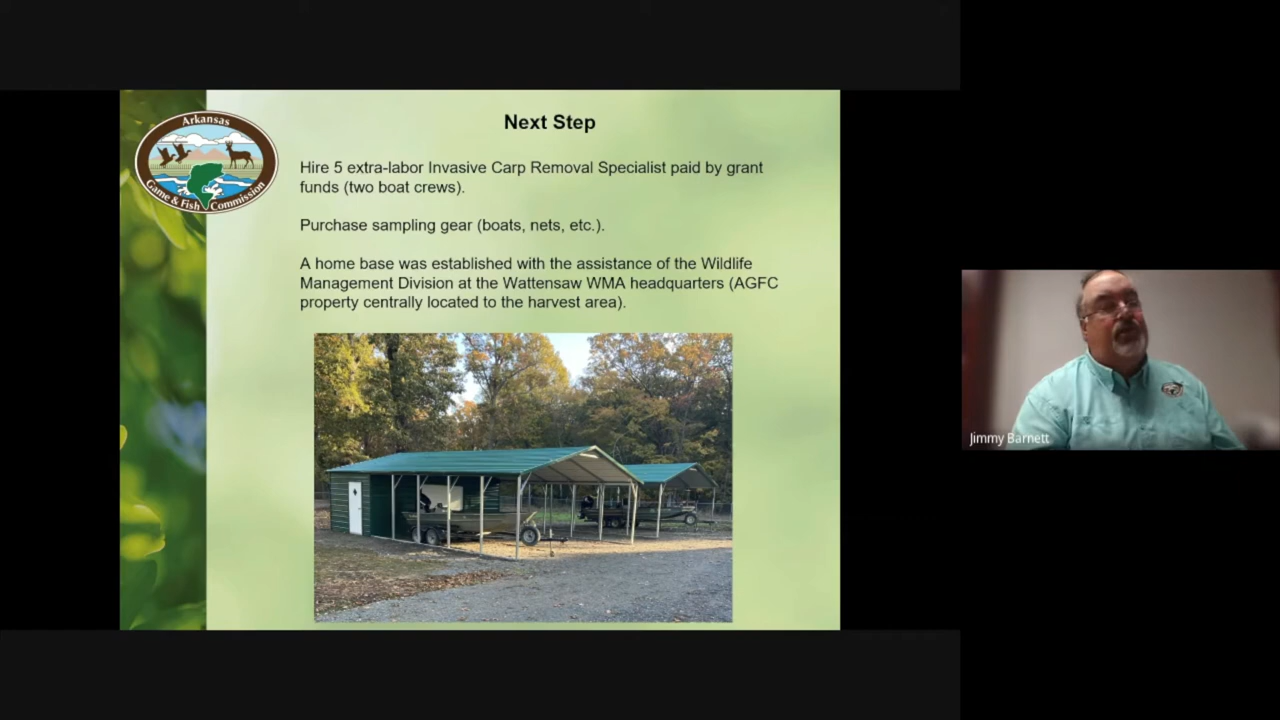 Arkansas
Game & Fish Commission
Next Step
Hire 5 extra-labor Invasive Carp Removal Specialist paid by grant
funds (two boat crews).
Purchase sampling gear (boats, nets, etc.).
A home base was established with the assistance of the Wildlife
Management Division at the Wattensaw WMA headquarters (AGFC
property centrally located to the harvest area).
Jimmy Barnett